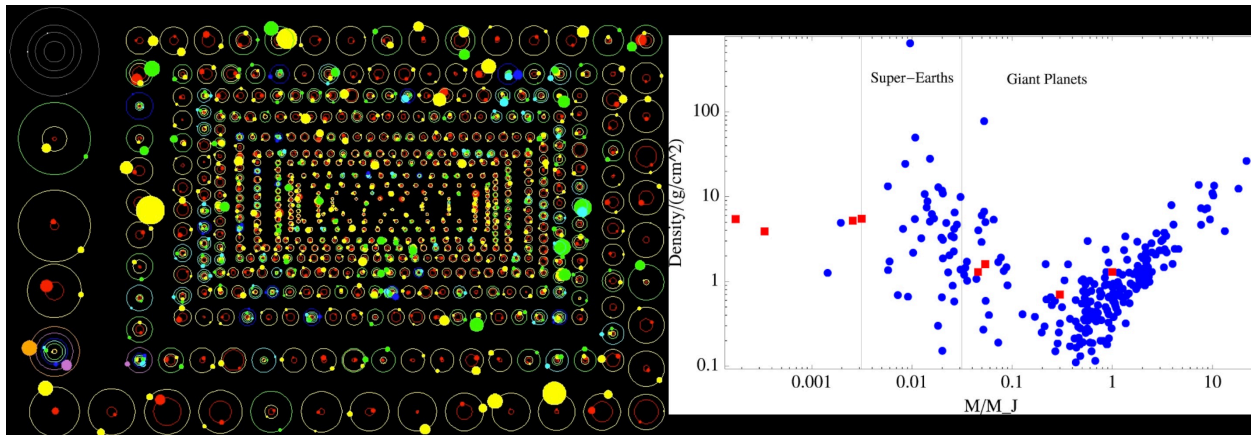 Super−Earths
Giant Planets
100
10
1
0.1
Density/(g/cm^2)
0.001
0.01
0.1
1
10
M/M_J